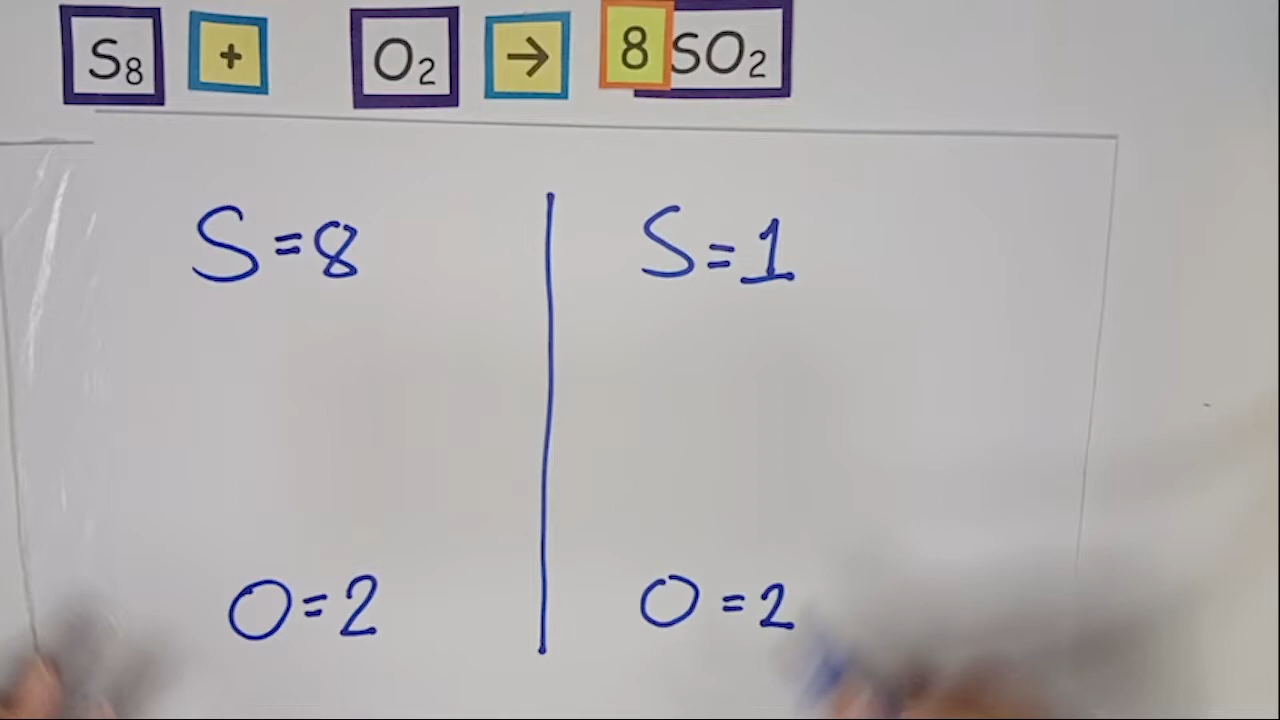 S₈ + O₂ → 8 SO₂
S=8 S=1
O=2 O=2